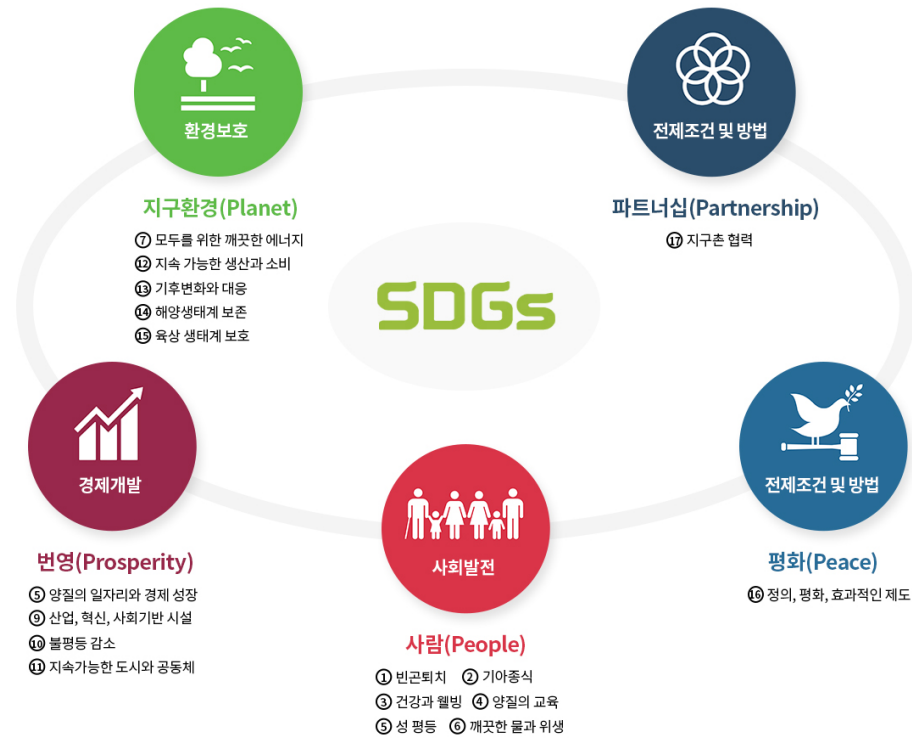 환경보호
지구환경(Planet)
⑦ 모두를 위한 깨끗한 에너지
⑫ 지속 가능한 생산과 소비
⑬ 기후변화와 대응
⑭ 해양생태계 보존
⑮ 육상 생태계 보호
전제조건 및 방법
파트너십(Partnership)
⑰ 지구촌 협력
SDGs
경제개발
번영(Prosperity)
⑤ 양질의 일자리와 경제 성장
⑨ 산업, 혁신, 사회기반 시설
⑩ 불평등 감소
⑪ 지속가능한 도시와 공동체
사회발전
사람(People)
① 빈곤퇴치 ② 기아종식
③ 건강과 웰빙 ④ 양질의 교육
⑤ 성 평등 ⑥ 깨끗한 물과 위생
전제조건 및 방법
평화(Peace)
⑯ 정의, 평화, 효과적인 제도